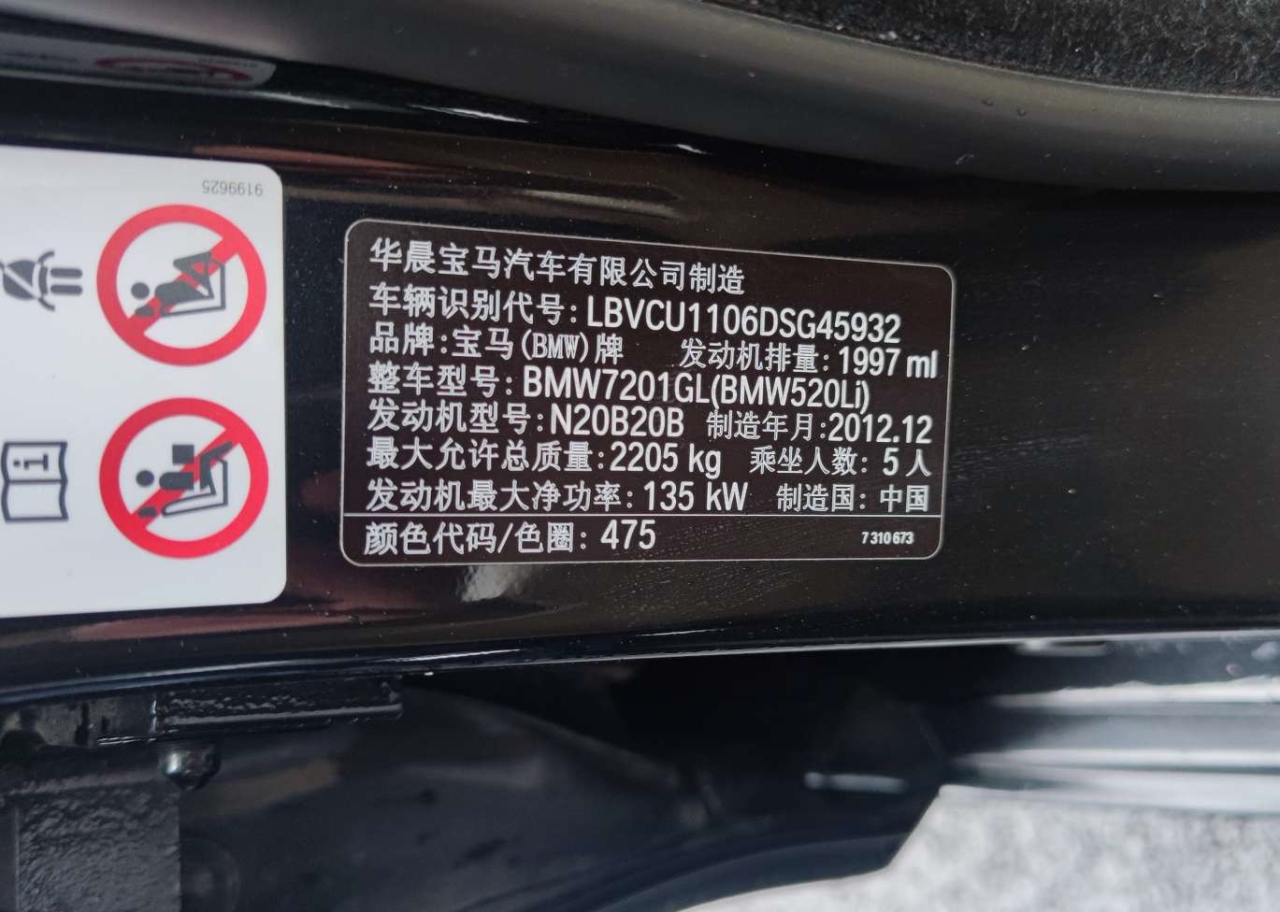 9199625
华晨宝马汽车有限公司制造
车辆识别代号: LBVCU1106DSG45932
品牌:宝马(BMW)牌 发动机排量: 1997 ml
整车型号: BMW7201GL(BMW520Li)
发动机型号: N20B20B 制造年月:2012.12
最大允许总质量: 2205 kg 乘坐人数: 5 人
发动机最大净功率: 135 kW 制造国: 中国
颜色代码/色圈: 475 7 310 673